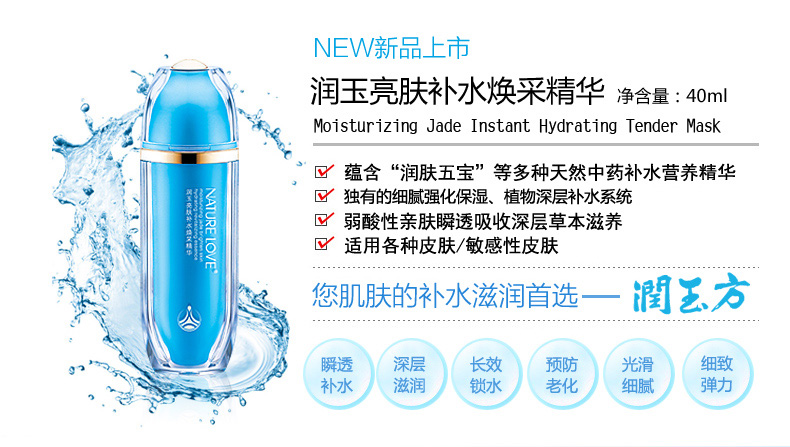 NEW新品上市
润玉亮肤补水焕采精华 净含量：40ml
Moisturizing Jade Instant Hydrating Tender Mask
蕴含“润肤五宝”等多种天然中药补水营养精华
独有的细腻强化保湿、植物深层补水系统
弱酸性亲肤瞬透吸收深层草本滋养
适用各种皮肤/敏感性皮肤
您肌肤的补水滋润首选——潤玉方
瞬透补水
深层滋润
长效锁水
预防老化
光滑细腻
细致弹力
NATURE LOVE
moisturizing jade brighten skin
润玉亮肤补水焕采精华